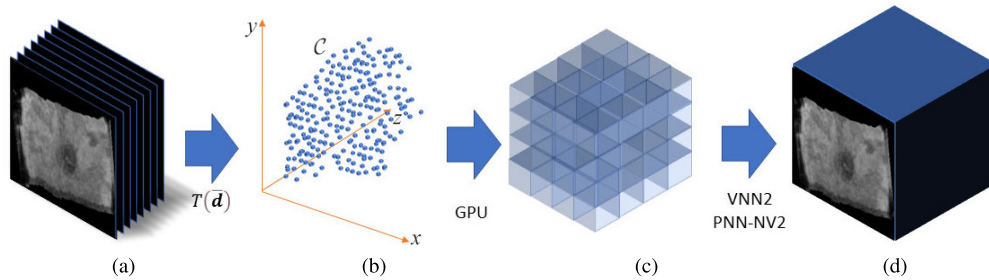 y
𝒞
z
x
T(d̅)
GPU
VNN2
PNN-NV2
(a)
(b)
(c)
(d)